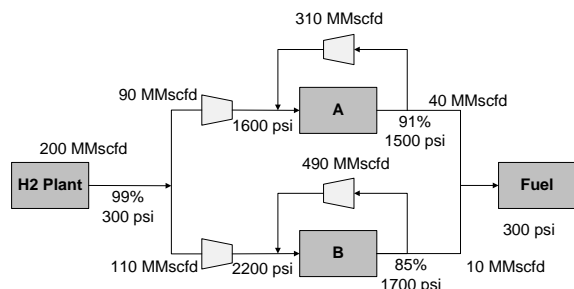 310 MMscfd
90 MMscfd
A
40 MMscfd
1600 psi
91%
1500 psi
200 MMscfd
H2 Plant
99%
300 psi
490 MMscfd
Fuel
300 psi
B
110 MMscfd
2200 psi
85%
1700 psi
10 MMscfd